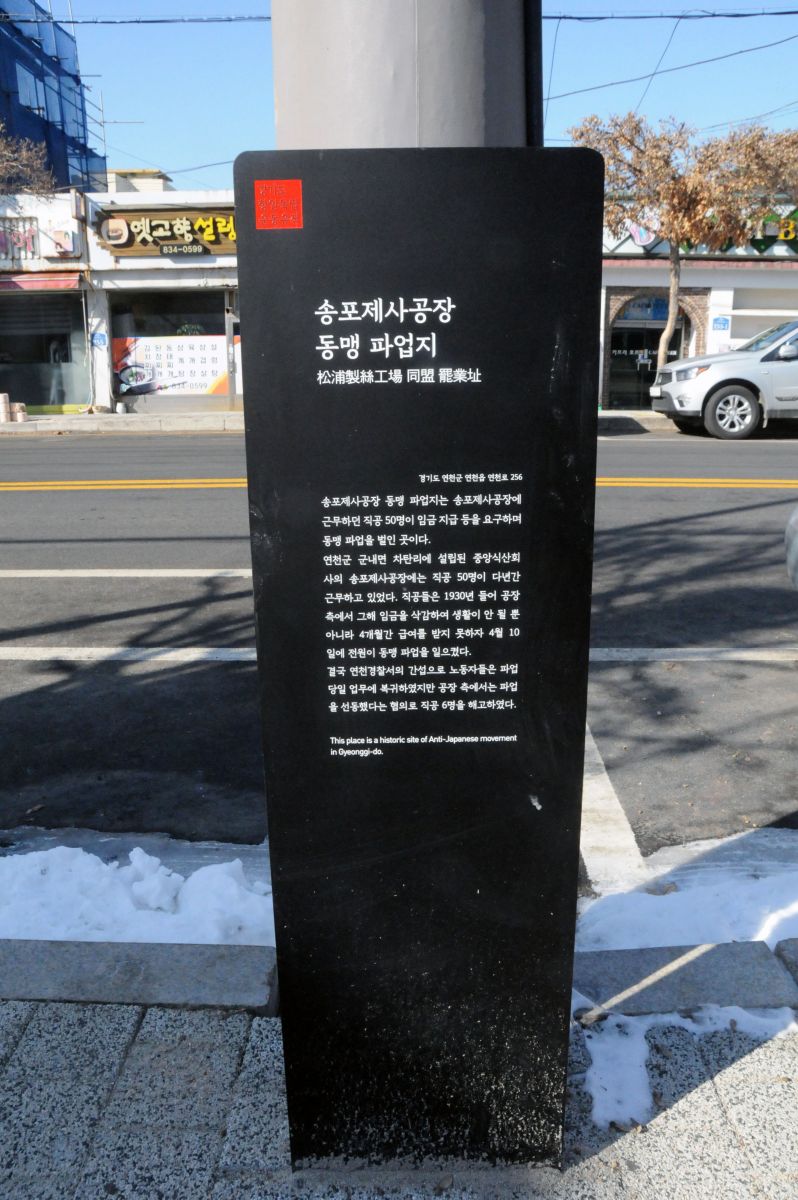 경기도
항일운동
유적
옛고향설렁
834-0599
834-0599
송포제사공장
동맹 파업지
松浦製絲工場 同盟 罷業址
경기도 연천군 연천읍 연천로 256
송포제사공장 동맹 파업지는 송포제사공장에
근무하던 직공 50명이 임금 지급 등을 요구하며
동맹 파업을 벌인 곳이다.
연천군 군내면 차탄리에 설립된 중앙식산회
사의 송포제사공장에는 직공 50명이 다년간
근무하고 있었다. 직공들은 1930년 들어 공장
측에서 그해 임금을 삭감하여 생활이 안 될 뿐
아니라 4개월간 급여를 받지 못하자 4월 10
일에 전원이 동맹 파업을 일으켰다.
결국 연천경찰서의 간섭으로 노동자들은 파업
당일 업무에 복귀하였지만 공장 측에서는 파업
을 선동했다는 혐의로 직공 6명을 해고하였다.
This place is a historic site of Anti-Japanese movement
in Gyeonggi-do.